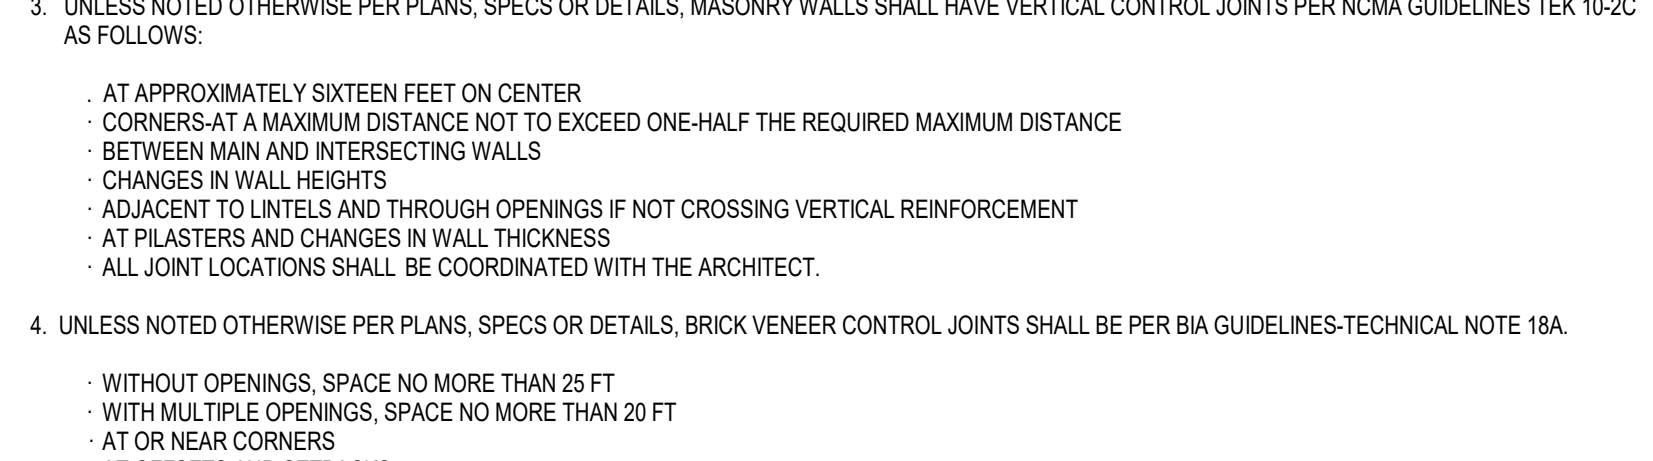 3. UNLESS NOTED OTHERWISE PER PLANS, SPECS OR DETAILS, MASONRY WALLS SHALL HAVE VERTICAL CONTROL JOINTS PER NCMA GUIDELINES TEK 10-2C
AS FOLLOWS:
. AT APPROXIMATELY SIXTEEN FEET ON CENTER
· CORNERS-AT A MAXIMUM DISTANCE NOT TO EXCEED ONE-HALF THE REQUIRED MAXIMUM DISTANCE
· BETWEEN MAIN AND INTERSECTING WALLS
· CHANGES IN WALL HEIGHTS
· ADJACENT TO LINTELS AND THROUGH OPENINGS IF NOT CROSSING VERTICAL REINFORCEMENT
· AT PILASTERS AND CHANGES IN WALL THICKNESS
· ALL JOINT LOCATIONS SHALL BE COORDINATED WITH THE ARCHITECT.
4. UNLESS NOTED OTHERWISE PER PLANS, SPECS OR DETAILS, BRICK VENEER CONTROL JOINTS SHALL BE PER BIA GUIDELINES-TECHNICAL NOTE 18A.
· WITHOUT OPENINGS, SPACE NO MORE THAN 25 FT
· WITH MULTIPLE OPENINGS, SPACE NO MORE THAN 20 FT
· AT OR NEAR CORNERS